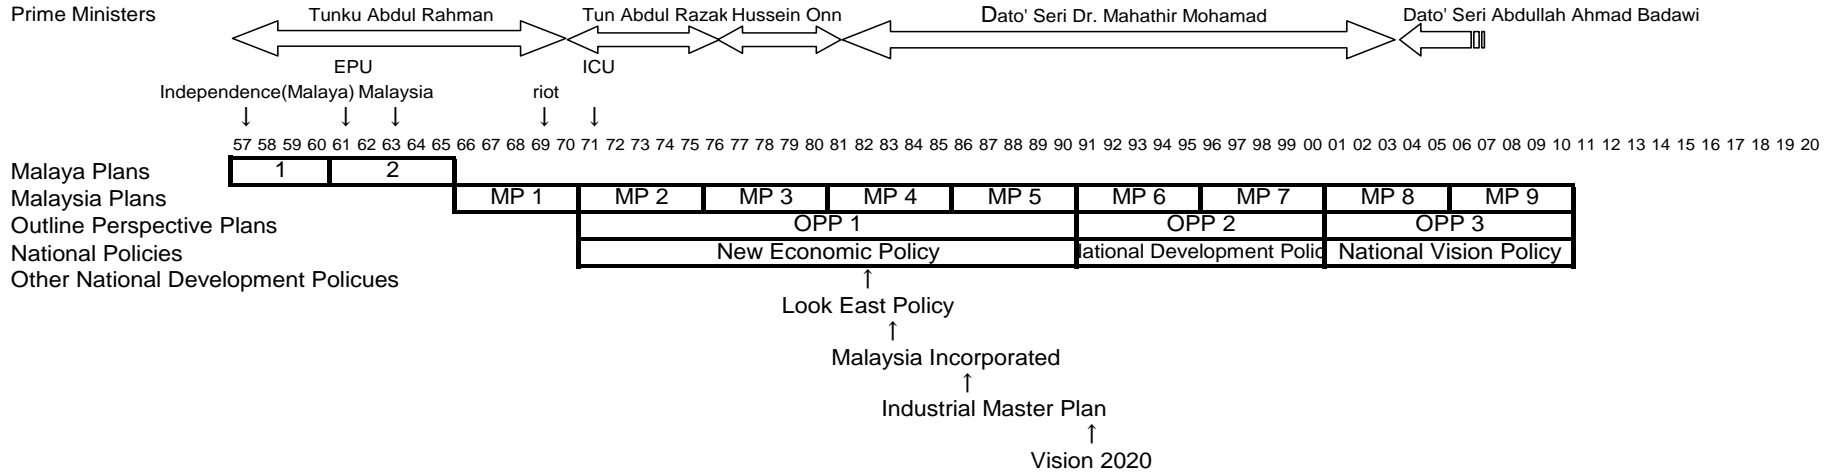 Prime Ministers Tunku Abdul Rahman Tun Abdul Razak Hussein Onn Dato' Seri Dr. Mahathir Mohamad Dato' Seri Abdullah Ahmad Badawi
EPU ICU
Independence(Malaya) Malaysia riot
↓ ↓ ↓ ↓ ↓
57 58 59 60 61 62 63 64 65 66 67 68 69 70 71 72 73 74 75 76 77 78 79 80 81 82 83 84 85 86 87 88 89 90 91 92 93 94 95 96 97 98 99 00 01 02 03 04 05 06 07 08 09 10 11 12 13 14 15 16 17 18 19 20
Malaya Plans 1 2
Malaysia Plans MP 1 MP 2 MP 3 MP 4 MP 5 MP 6 MP 7 MP 8 MP 9
Outline Perspective Plans OPP 1 OPP 2 OPP 3
National Policies New Economic Policy ational Development Polic National Vision Policy
Other National Development Policues
↑
Look East Policy
↑
Malaysia Incorporated
↑
Industrial Master Plan
↑
Vision 2020